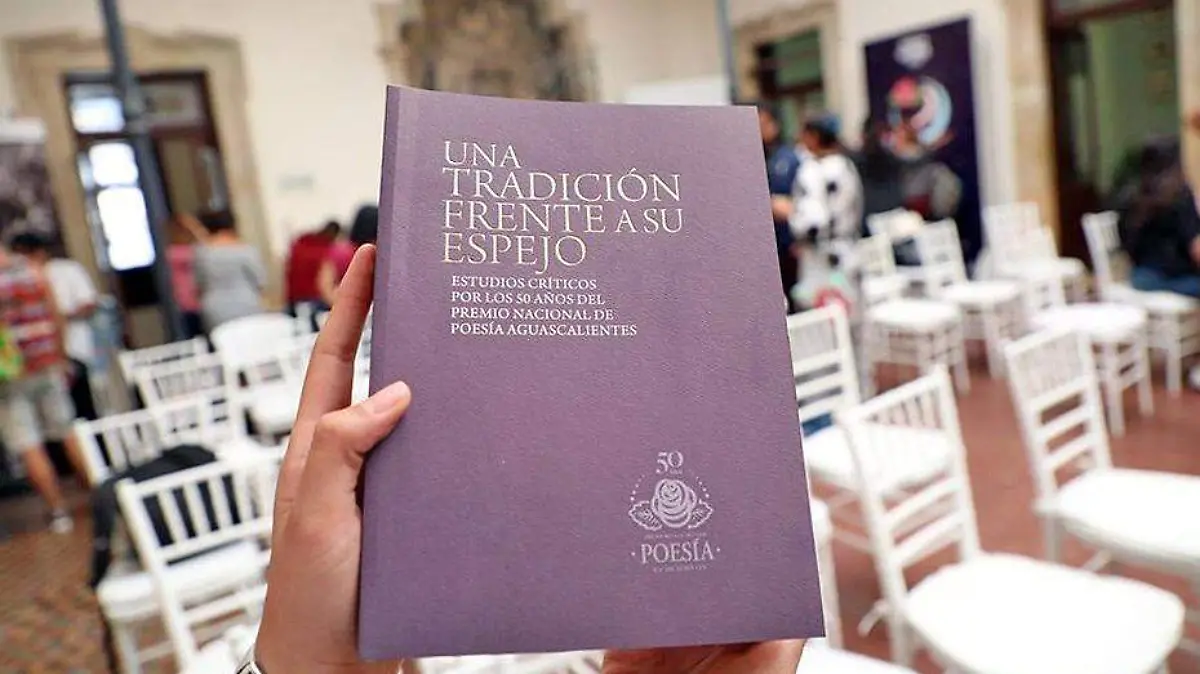 UNA
TRADICIÓN
FRENTE A SU
ESPEJO
ESTUDIOS CRÍTICOS
POR LOS 50 AÑOS DEL
PREMIO NACIONAL DE
POESÍA AGUASCALIENTES
50
· POESÍA ·